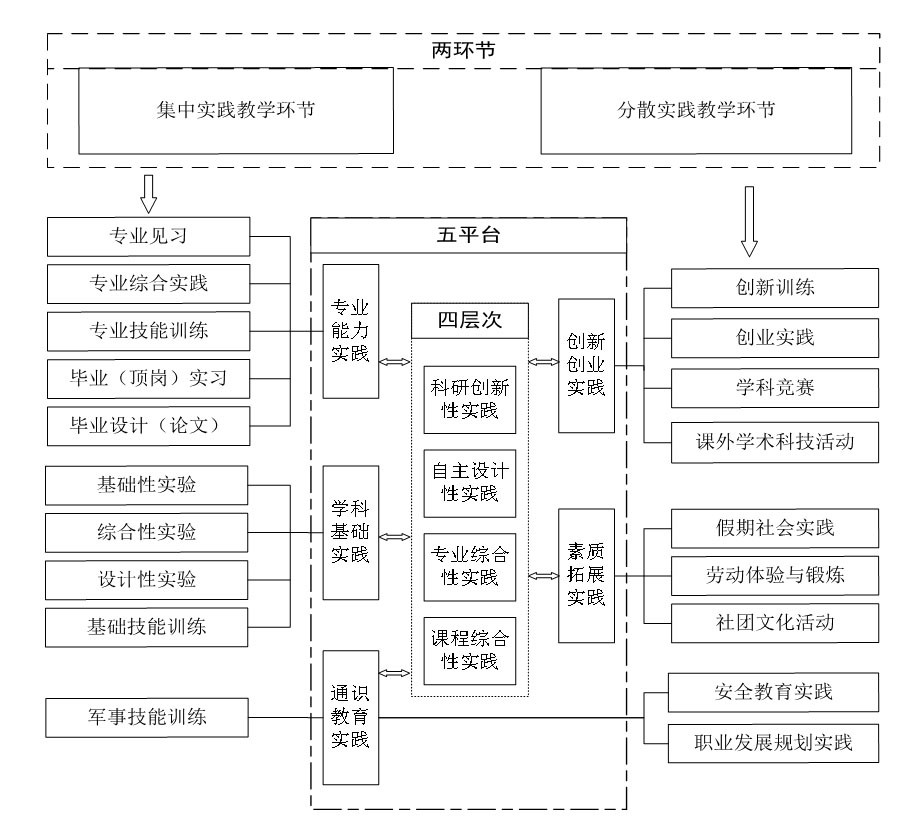 两环节
集中实践教学环节
分散实践教学环节
专业见习
专业综合实践
专业技能训练
毕业（顶岗）实习
毕业设计（论文）
基础性实验
综合性实验
设计性实验
基础技能训练
军事技能训练
五平台
专业
能力
实践
学科
基础
实践
通识
教育
实践
四层次
科研创新
性实践
自主设计
性实践
专业综合
性实践
课程综合
性实践
创新
创业
实践
素质
拓展
实践
创新训练
创业实践
学科竞赛
课外学术科技活动
假期社会实践
劳动体验与锻炼
社团文化活动
安全教育实践
职业发展规划实践